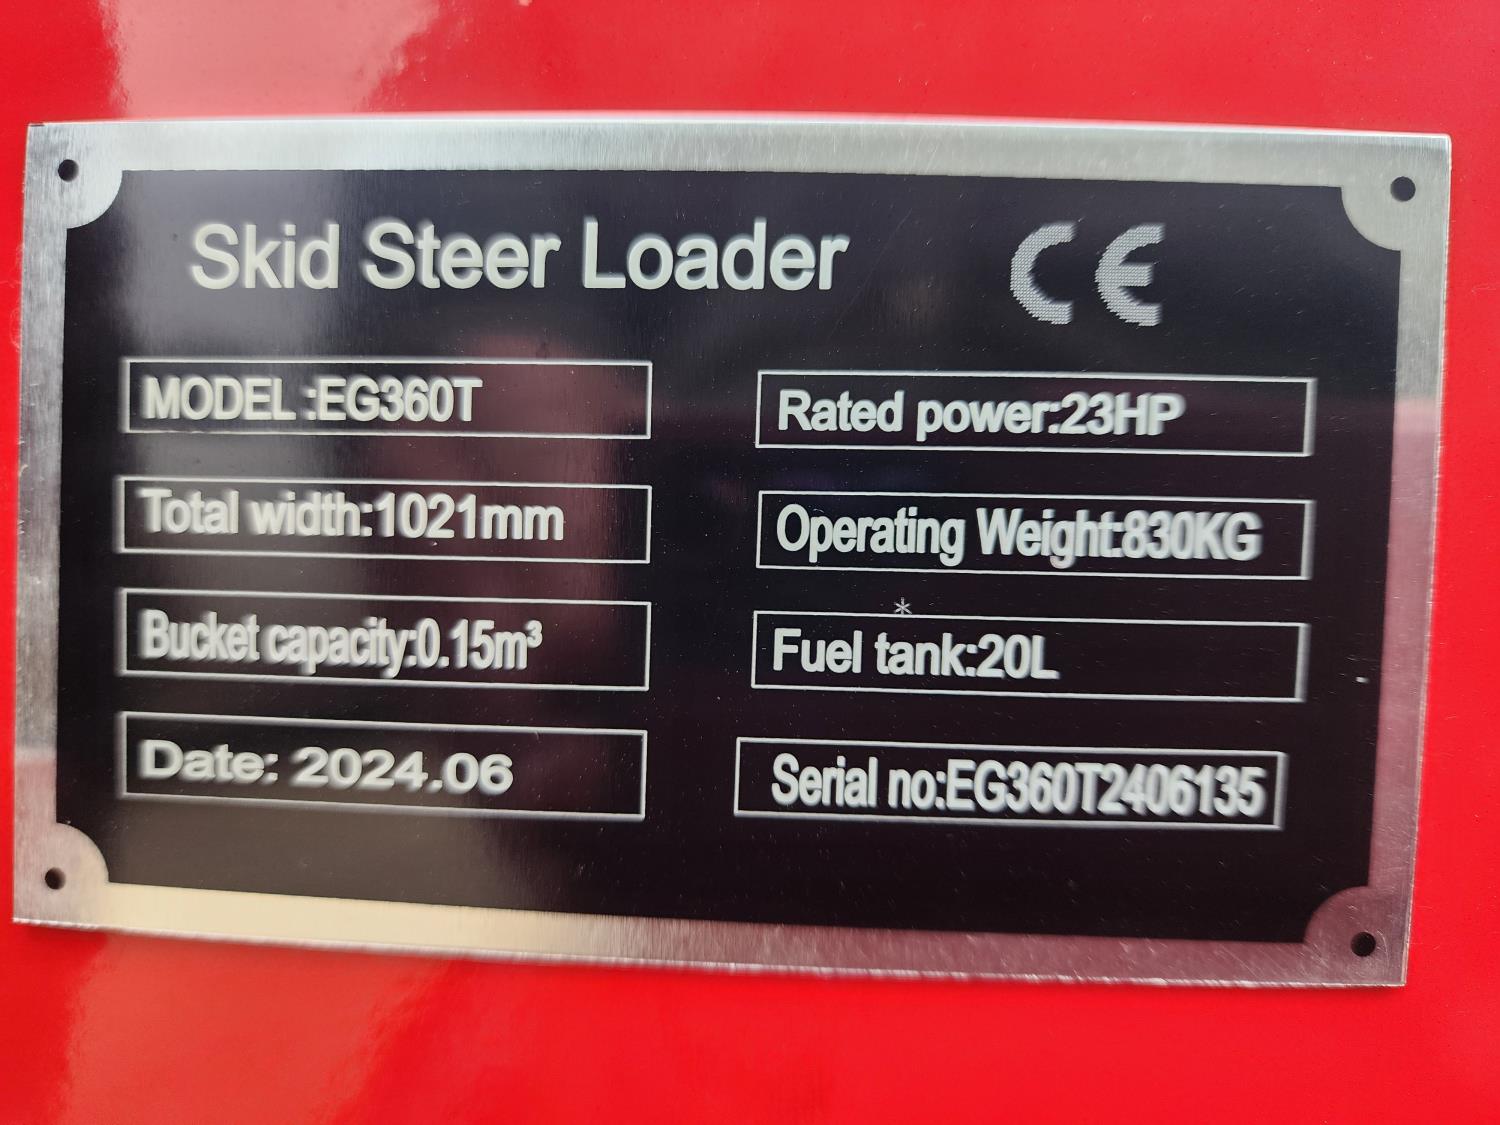 Skid Steer Loader
CE
MODEL :EG360T
Rated power:23HP
Total width:1021mm
Operating Weight:830KG
Bucket capacity:0.15m³
*
Fuel tank:20L
Date: 2024.06
Serial no:EG360T2406135